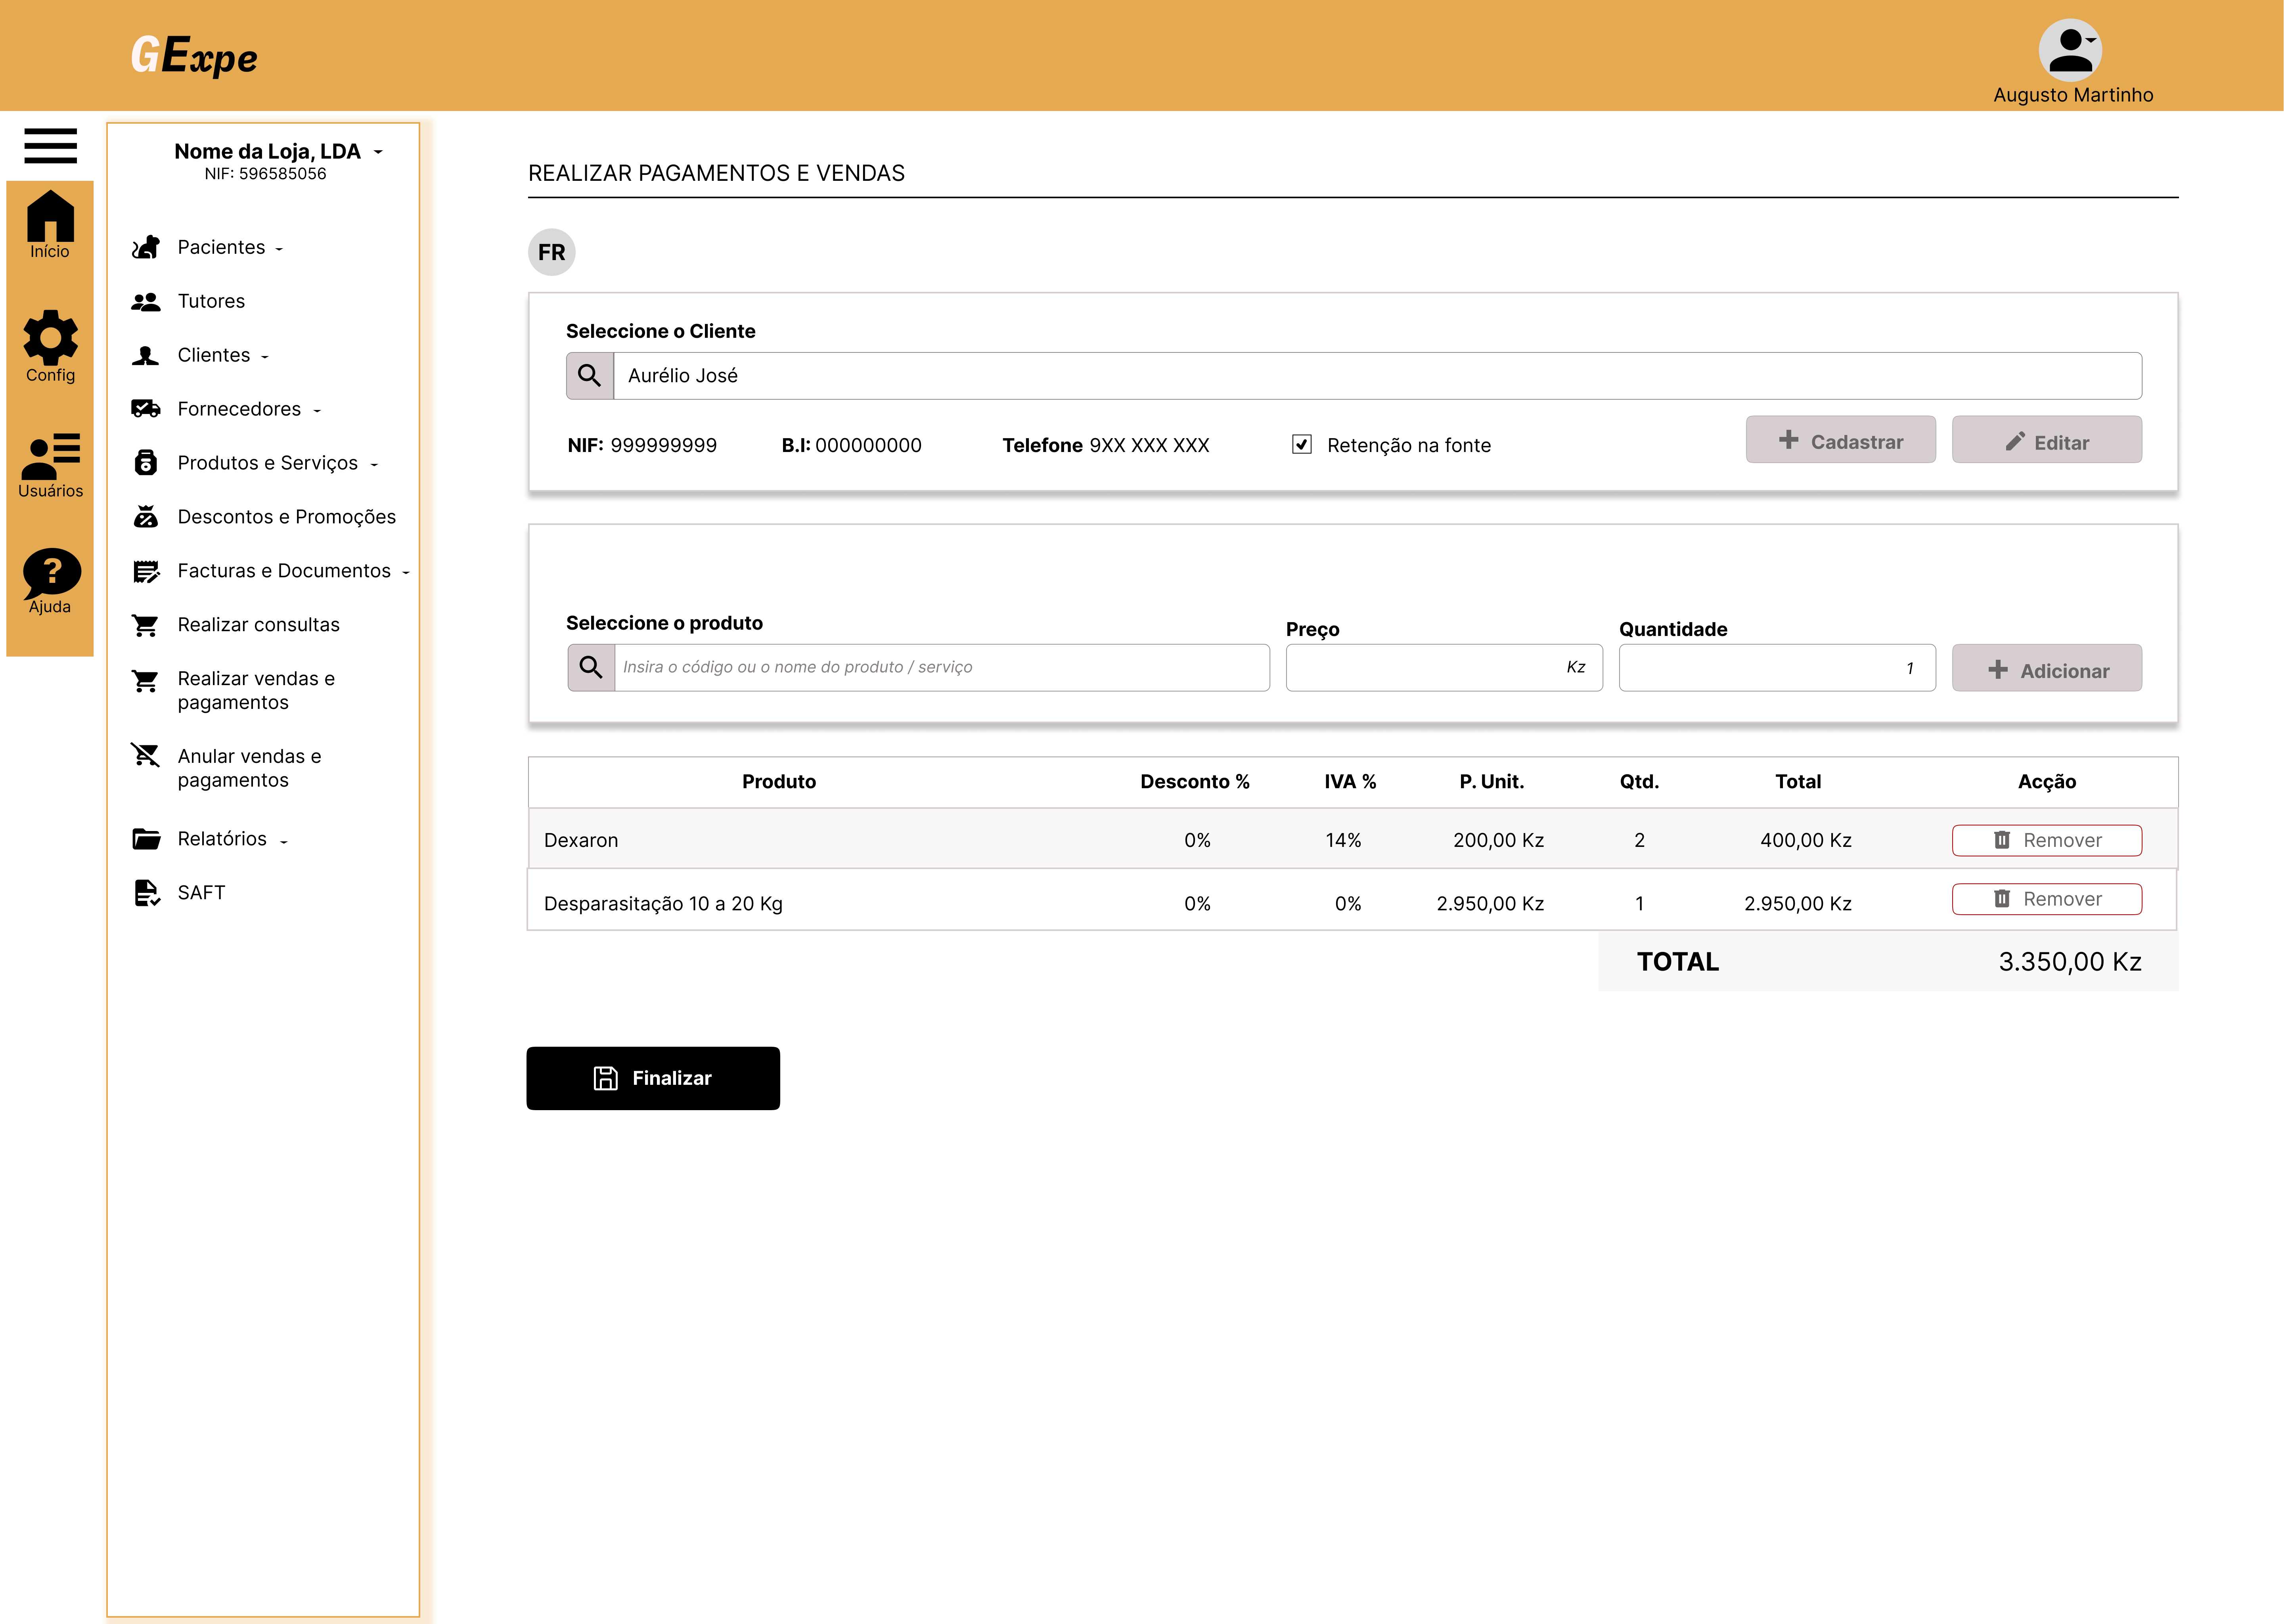 GExpe
Augusto Martinho
Início
Config
Usuários
?
Ajuda
Nome da Loja, LDA
NIF: 596585056
Pacientes
Tutores
Clientes
Fornecedores
Produtos e Serviços
Descontos e Promoções
Facturas e Documentos
Realizar consultas
Realizar vendas e
pagamentos
Anular vendas e
pagamentos
Relatórios
SAFT
REALIZAR PAGAMENTOS E VENDAS
FR
Seleccione o Cliente
Aurélio José
NIF: 999999999 B.I: 000000000 Telefone 9XX XXX XXX Retenção na fonte Cadastrar Editar
Seleccione o produto Preço Quantidade
Insira o código ou o nome do produto / serviço Kz 1 Adicionar
Produto Desconto % IVA % P. Unit. Qtd. Total Acção
Dexaron 0% 14% 200,00 Kz 2 400,00 Kz Remover
Desparasitação 10 a 20 Kg 0% 0% 2.950,00 Kz 1 2.950,00 Kz Remover
TOTAL 3.350,00 Kz
Finalizar